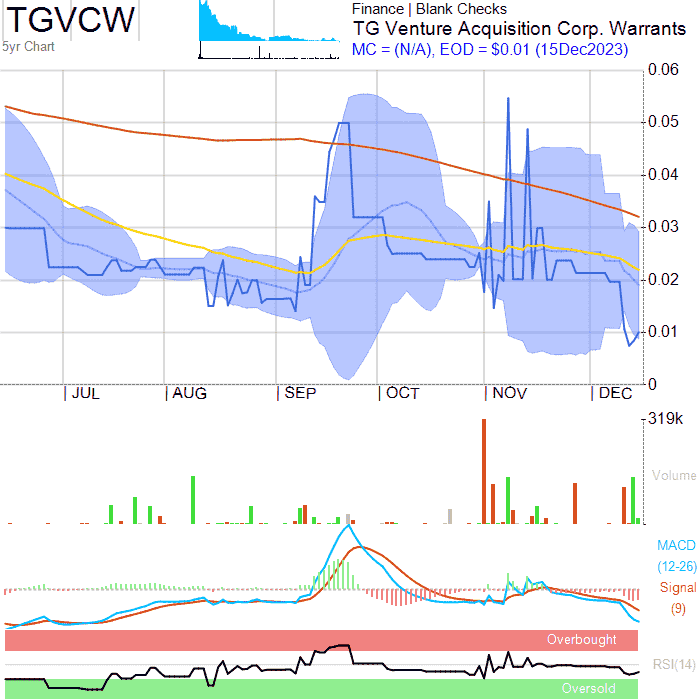 TGVCW
5yr Chart
Finance | Blank Checks
TG Venture Acquisition Corp. Warrants
MC = (N/A), EOD = $0.01 (15Dec2023)
0.06
0.05
0.04
0.03
0.02
0.01
0
JUL AUG SEP OCT NOV DEC
319k
Volume
MACD
(12-26)
Signal
(9)
Overbought
RSI(14)
Oversold